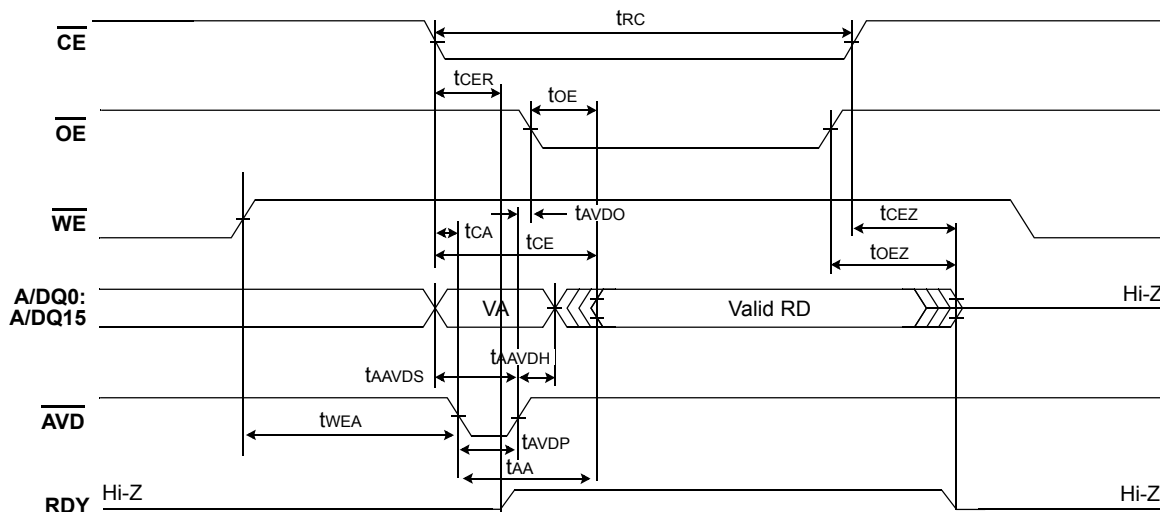 tRC
CE
tCER
tOE
OE
tAVDO
WE
tCA
tCEZ
tCE
tOEZ
A/DQ0:
A/DQ15
VA
Valid RD
Hi-Z
tAAVDH
tAAVDS
AVD
tWEA
tAVDP
tAA
Hi-Z
Hi-Z
RDY